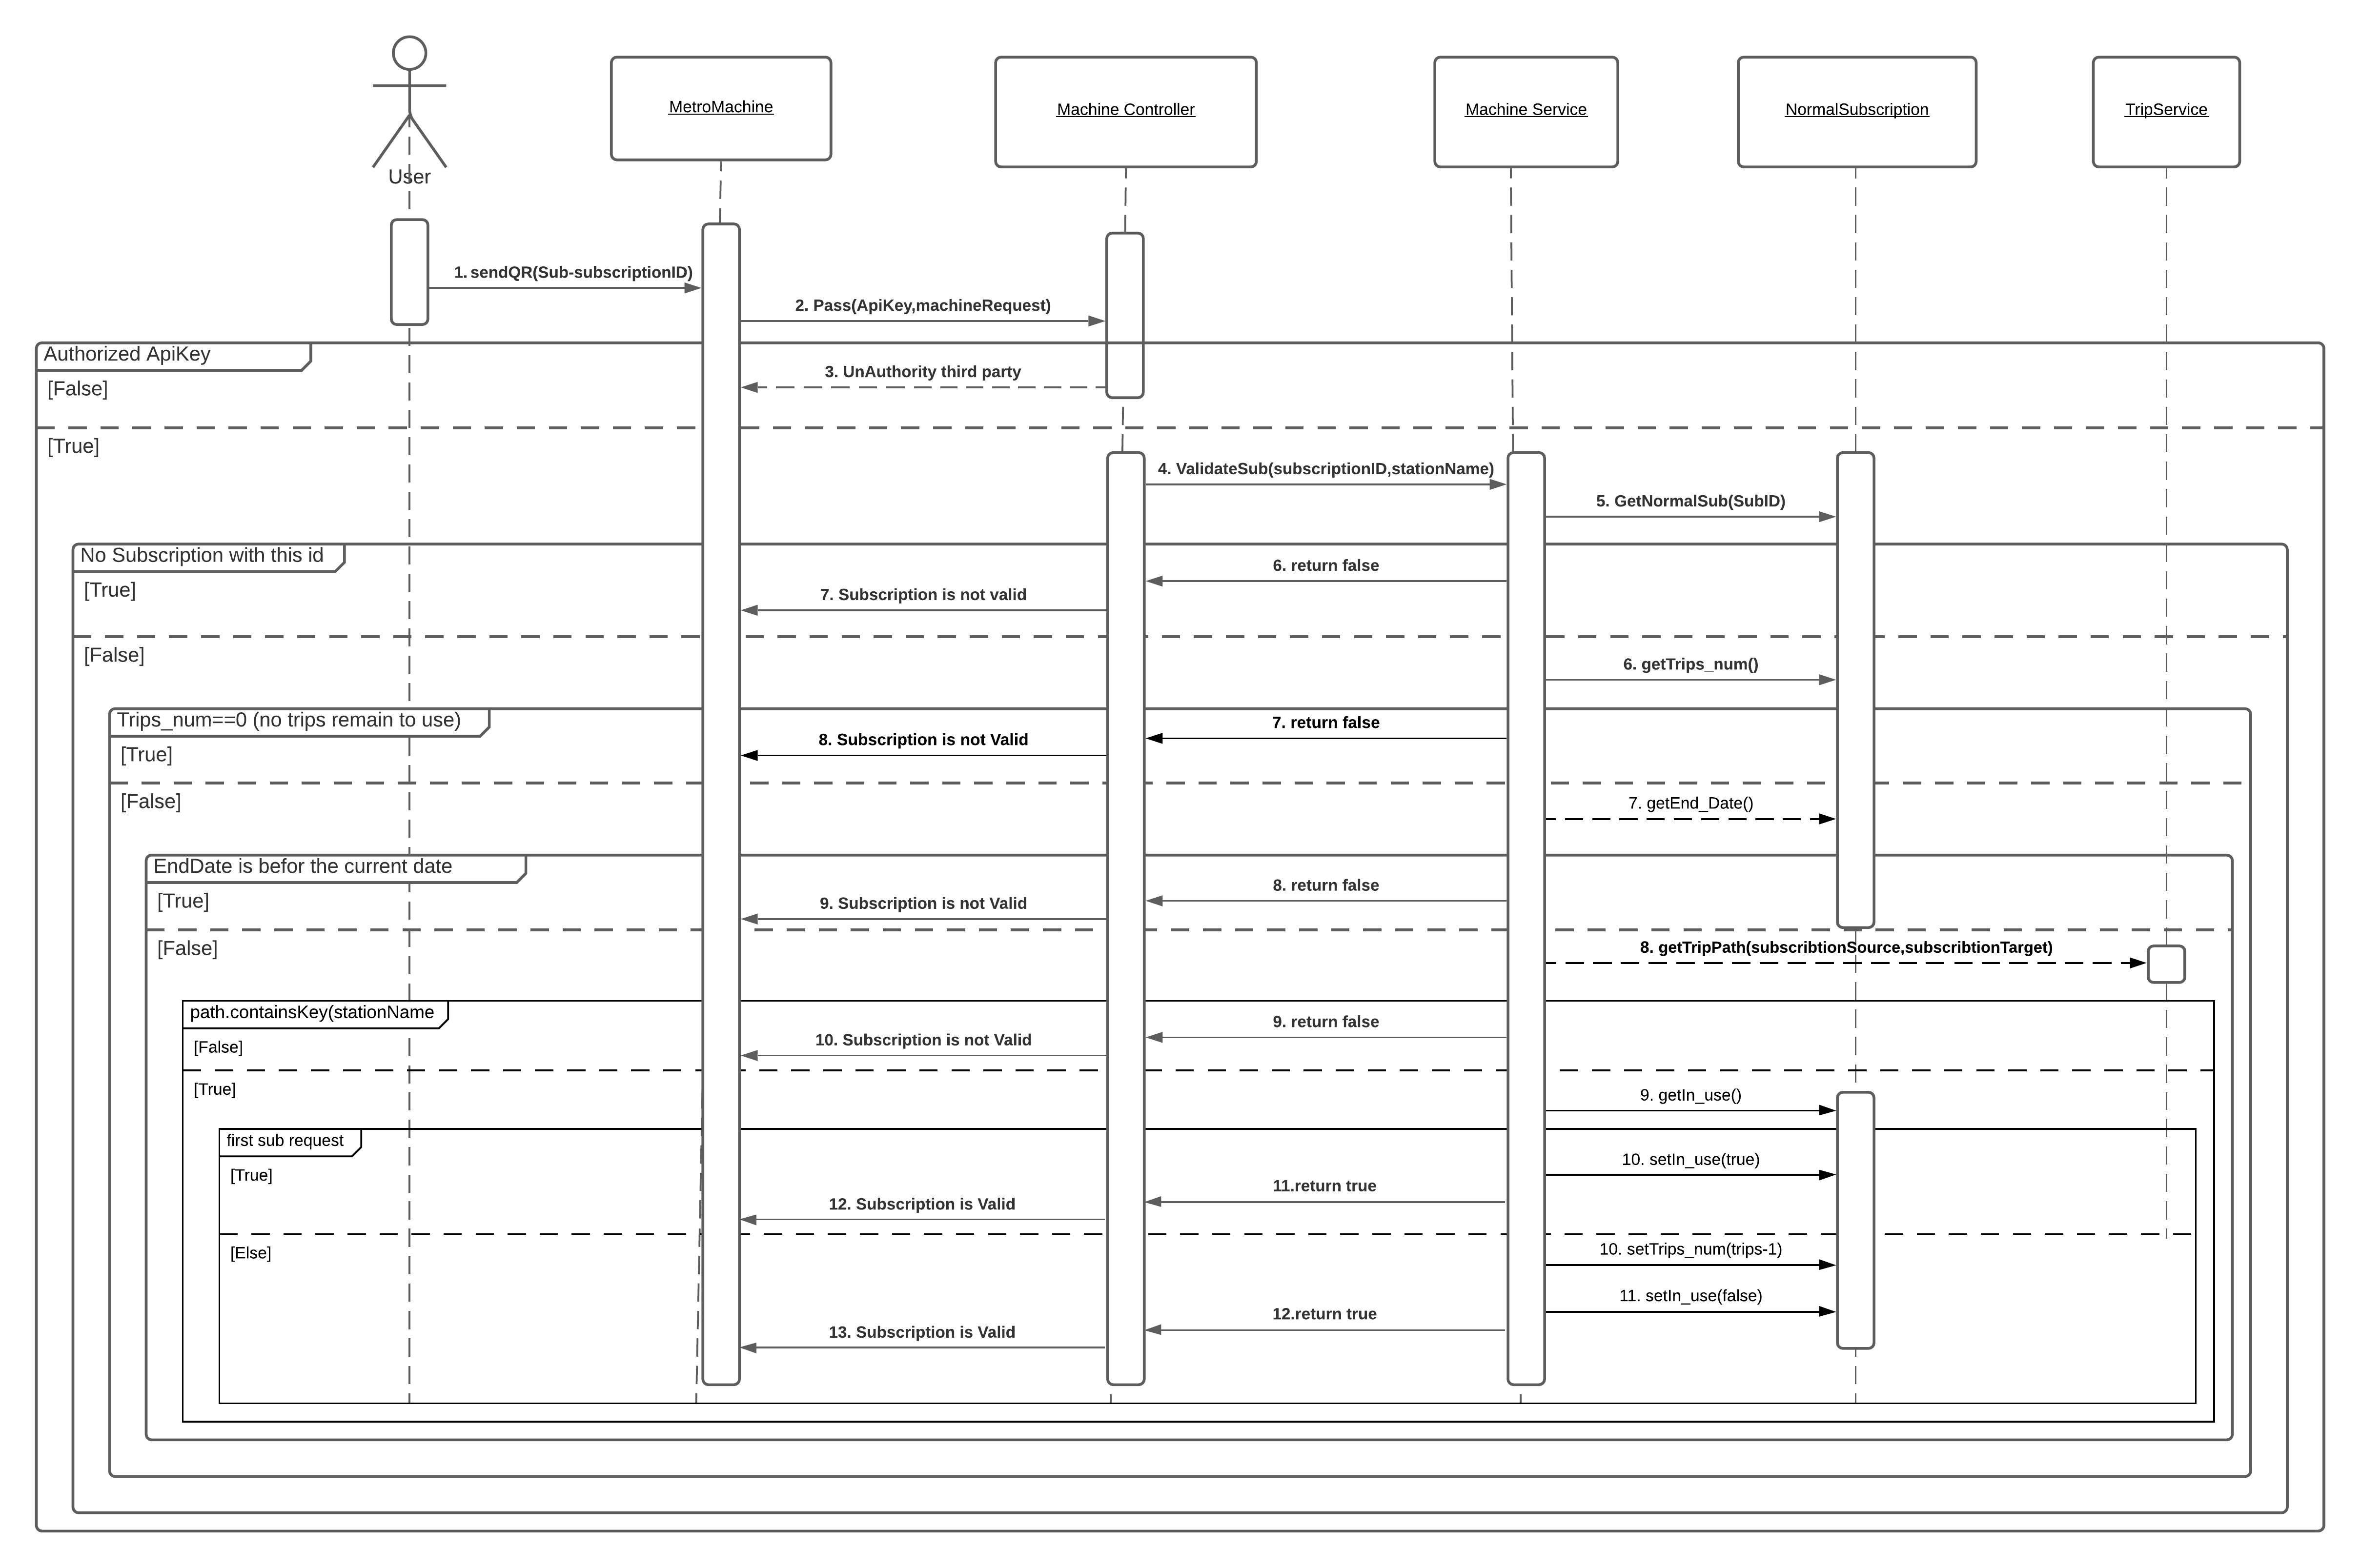 User
MetroMachine
Machine Controller
Machine Service
NormalSubscription
TripService
1. sendQR(Sub-subscriptionID)
2. Pass(ApiKey,machineRequest)
Authorized ApiKey
3. UnAuthority third party
[False]
[True]
4. ValidateSub(subscriptionID,stationName)
5. GetNormalSub(SubID)
No Subscription with this id
6. return false
[True]
7. Subscription is not valid
[False]
6. getTrips_num()
Trips_num==0 (no trips remain to use)
7. return false
8. Subscription is not Valid
[True]
[False]
7. getEnd_Date()
EndDate is befor the current date
8. return false
[True]
9. Subscription is not Valid
[False]
8. getTripPath(subscribtionSource,subscribtionTarget)
path.containsKey(stationName
9. return false
10. Subscription is not Valid
[False]
[True]
9. getIn_use()
first sub request
10. setIn_use(true)
[True]
11.return true
12. Subscription is Valid
[Else]
10. setTrips_num(trips-1)
11. setIn_use(false)
12.return true
13. Subscription is Valid